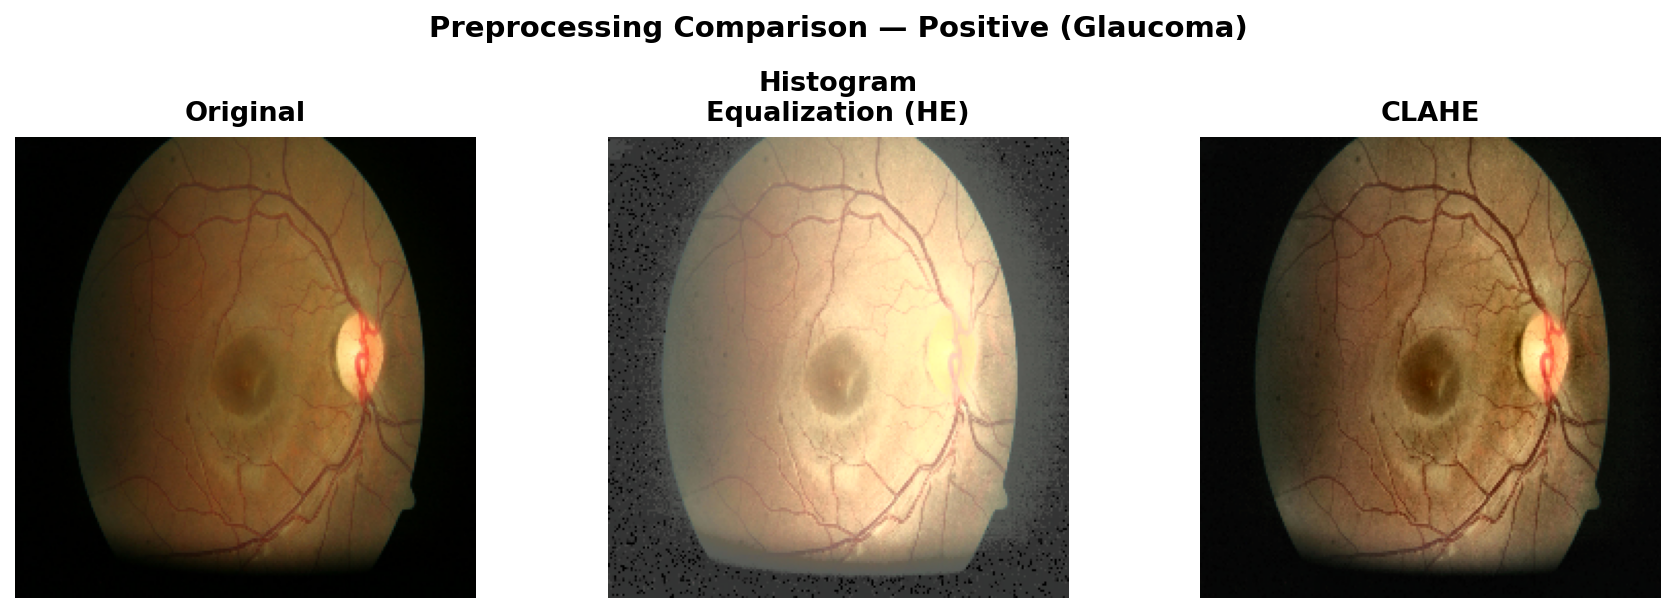 Preprocessing Comparison — Positive (Glaucoma)
Original
Histogram
Equalization (HE)
CLAHE